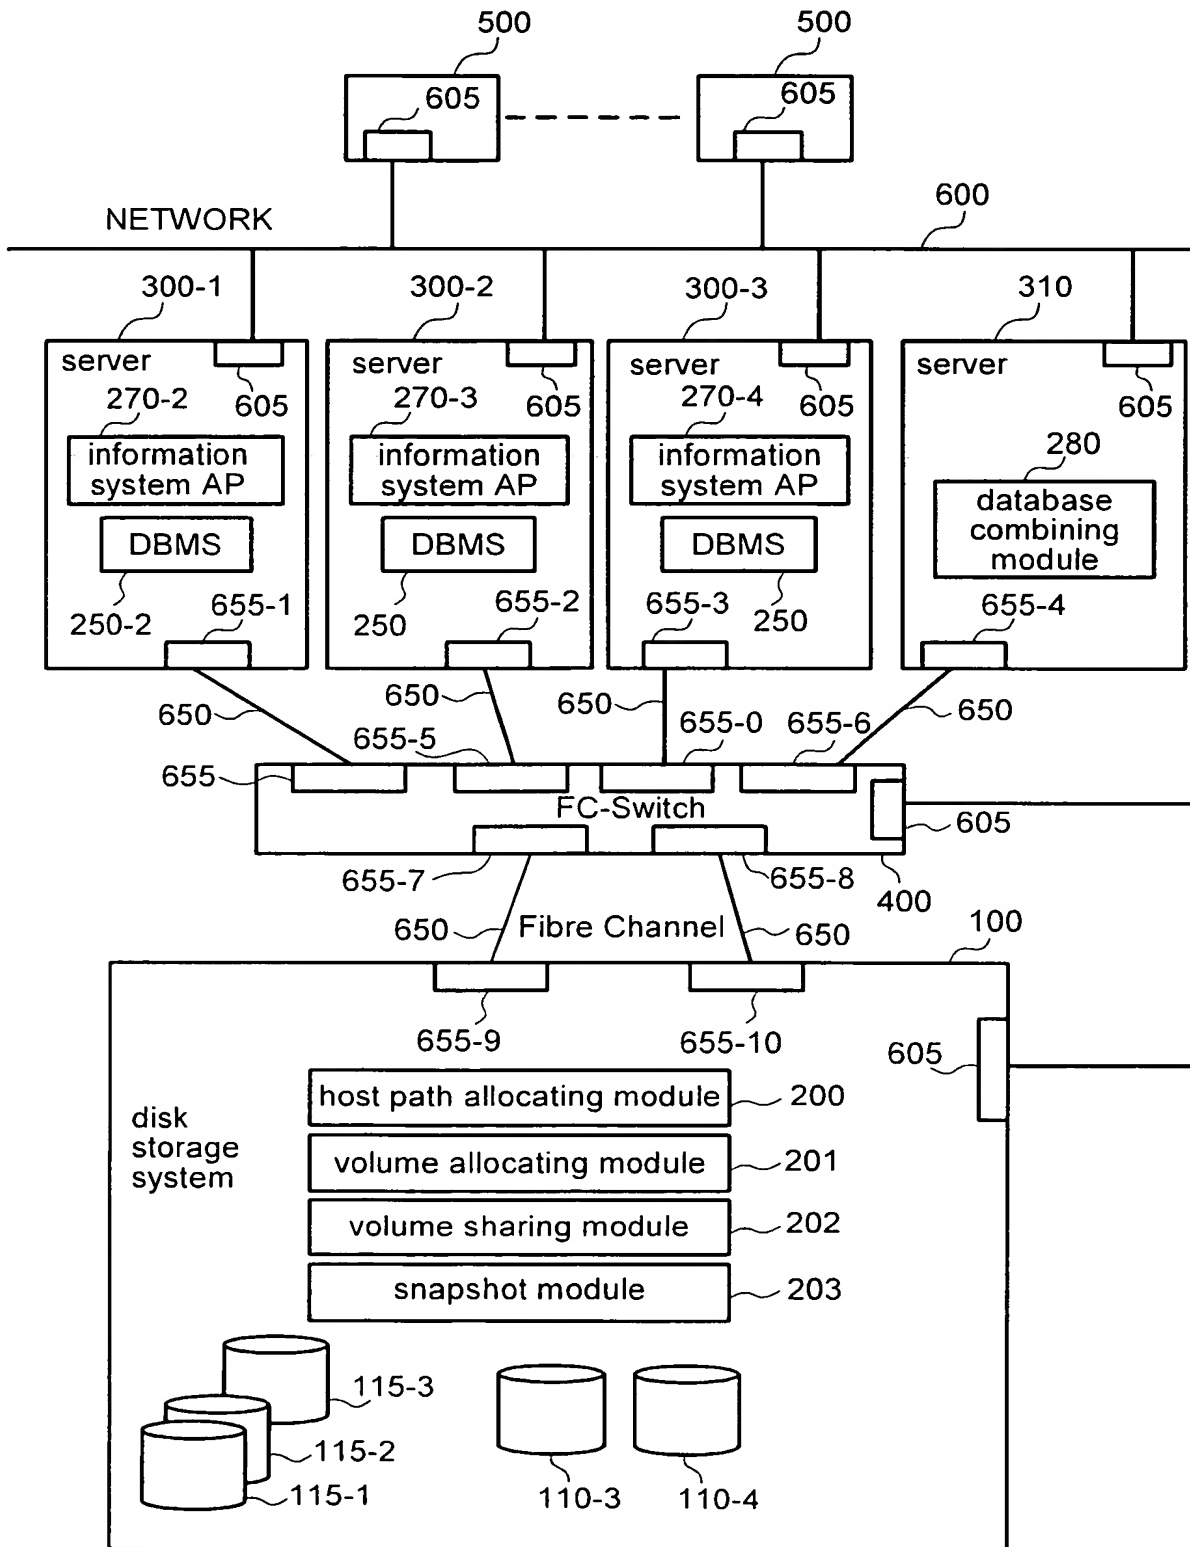 500
500
605
605
NETWORK
600
300-1
300-2
300-3
310
server
server
server
server
605
605
605
605
270-2
270-3
270-4
280
information
system AP
information
system AP
information
system AP
database
combining
module
DBMS
DBMS
DBMS
250-2
655-1
250
655-2
655-3
250
655-4
650
650
650
650
655-5
655-0
655-6
655
FC-Switch
605
655-7
655-8
400
650
Fibre Channel
650
100
655-9
655-10
605
host path allocating module
200
disk
storage
system
volume allocating module
201
volume sharing module
202
snapshot module
203
115-3
115-2
115-1
110-3
110-4